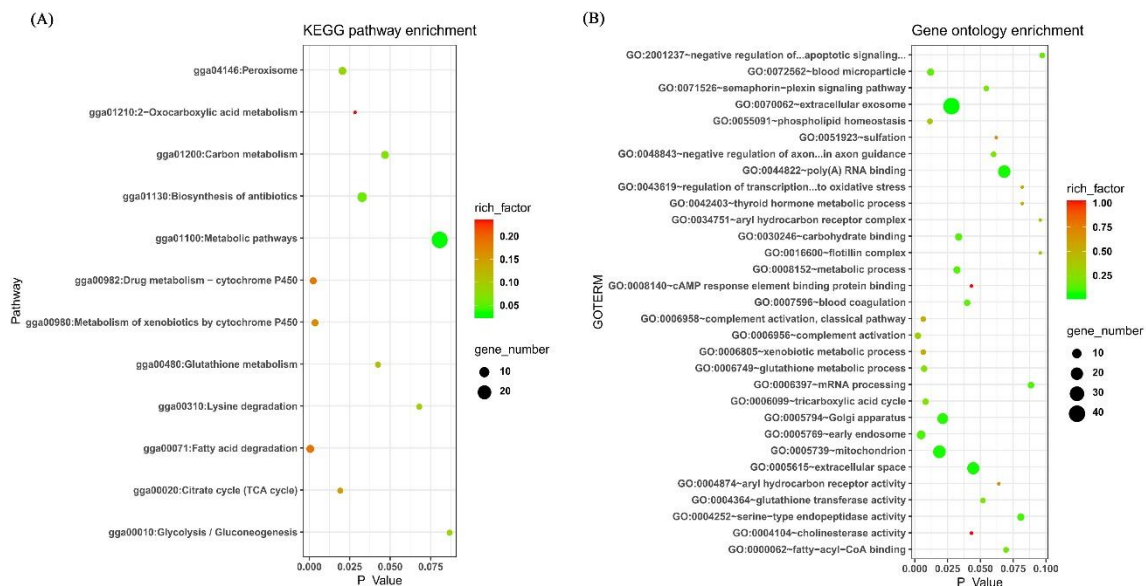 (A)
KEGG pathway enrichment
gga04146:Peroxisome
gga01210:2−Oxocarboxylic acid metabolism
gga01200:Carbon metabolism
gga01130:Biosynthesis of antibiotics
gga01100:Metabolic pathways
gga00982:Drug metabolism − cytochrome P450
gga00980:Metabolism of xenobiotics by cytochrome P450
gga00480:Glutathione metabolism
gga00310:Lysine degradation
gga00071:Fatty acid degradation
gga00020:Citrate cycle (TCA cycle)
gga00010:Glycolysis / Gluconeogenesis
Pathway
0.000 0.025 0.050 0.075
P_Value
rich_factor
0.20
0.15
0.10
0.05
gene_number
10
20
(B)
Gene ontology enrichment
GO:2001237~negative regulation of...apoptotic signaling...
GO:0072562~blood microparticle
GO:0071526~semaphorin−plexin signaling pathway
GO:0070062~extracellular exosome
GO:0055091~phospholipid homeostasis
GO:0051923~sulfation
GO:0048843~negative regulation of axon...in axon guidance
GO:0044822~poly(A) RNA binding
GO:0043619~regulation of transcription...to oxidative stress
GO:0042403~thyroid hormone metabolic process
GO:0034751~aryl hydrocarbon receptor complex
GO:0030246~carbohydrate binding
GO:0016600~flotillin complex
GO:0008152~metabolic process
GO:0008140~cAMP response element binding protein binding
GO:0007596~blood coagulation
GO:0006958~complement activation, classical pathway
GO:0006956~complement activation
GO:0006805~xenobiotic metabolic process
GO:0006749~glutathione metabolic process
GO:0006397~mRNA processing
GO:0006099~tricarboxylic acid cycle
GO:0005794~Golgi apparatus
GO:0005769~early endosome
GO:0005739~mitochondrion
GO:0005615~extracellular space
GO:0004874~aryl hydrocarbon receptor activity
GO:0004364~glutathione transferase activity
GO:0004252~serine−type endopeptidase activity
GO:0004104~cholinesterase activity
GO:0000062~fatty−acyl−CoA binding
GOTERM
0.000 0.025 0.050 0.075 0.100
P_Value
rich_factor
1.00
0.75
0.50
0.25
gene_number
10
20
30
40